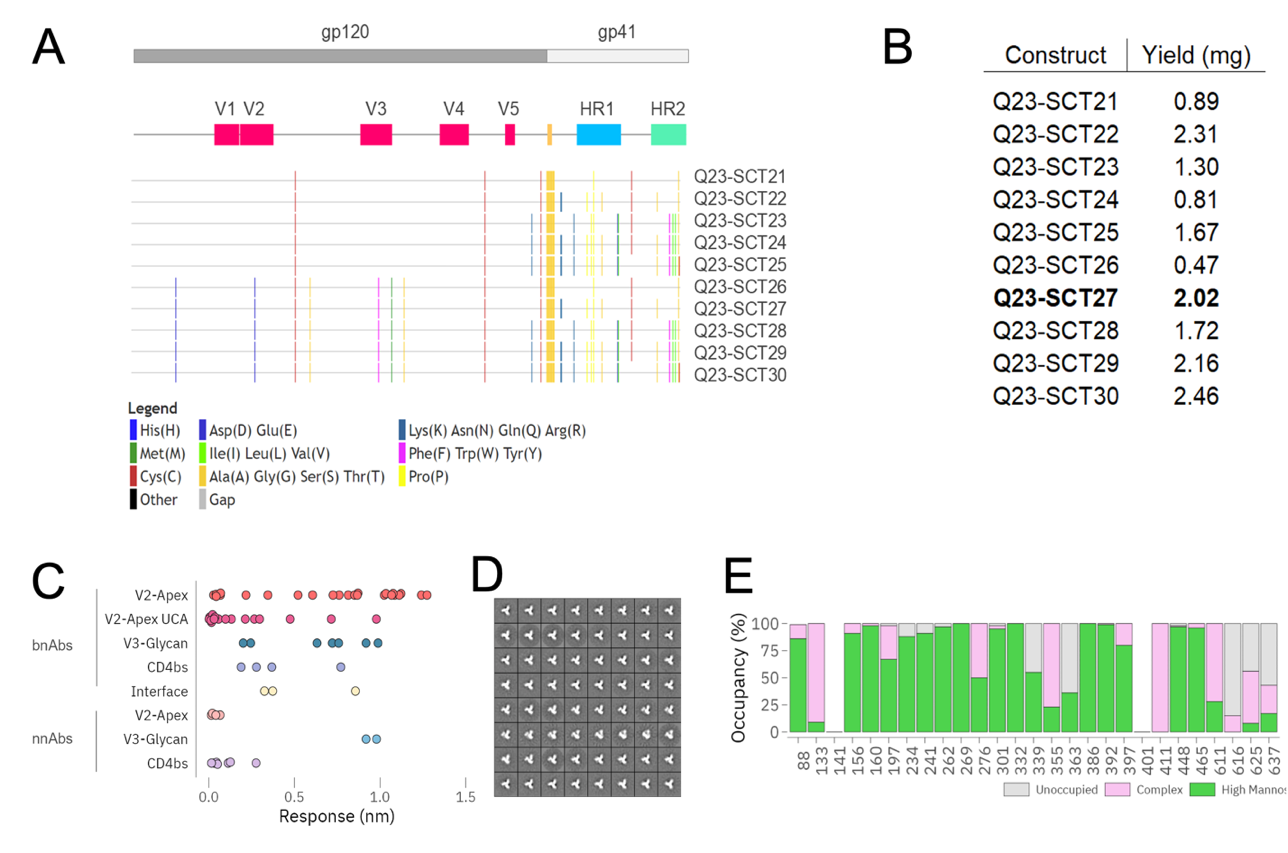 A
gp120
gp41
V1 V2
V3
V4
V5
HR1
HR2
Q23-SCT21
Q23-SCT22
Q23-SCT23
Q23-SCT24
Q23-SCT25
Q23-SCT26
Q23-SCT27
Q23-SCT28
Q23-SCT29
Q23-SCT30
Legend
His(H) Asp(D) Glu(E) Lys(K) Asn(N) Gln(Q) Arg(R)
Met(M) Ile(I) Leu(L) Val(V) Phe(F) Trp(W) Tyr(Y)
Cys(C) Ala(A) Gly(G) Ser(S) Thr(T) Pro(P)
Other Gap
B
Construct Yield (mg)
Q23-SCT21 0.89
Q23-SCT22 2.31
Q23-SCT23 1.30
Q23-SCT24 0.81
Q23-SCT25 1.67
Q23-SCT26 0.47
Q23-SCT27 2.02
Q23-SCT28 1.72
Q23-SCT29 2.16
Q23-SCT30 2.46
C
bnAbs
V2-Apex
V2-Apex UCA
V3-Glycan
CD4bs
Interface
nnAbs
V2-Apex
V3-Glycan
CD4bs
0.0 0.5 1.0 1.5
Response (nm)
D
E
Occupancy (%)
100
75
50
25
0
88 133 141 156 160 197 234 241 262 269 276 301 332 339 355 363 386 392 397 401 411 448 465 611 616 625 637
Unoccupied Complex High Mannos